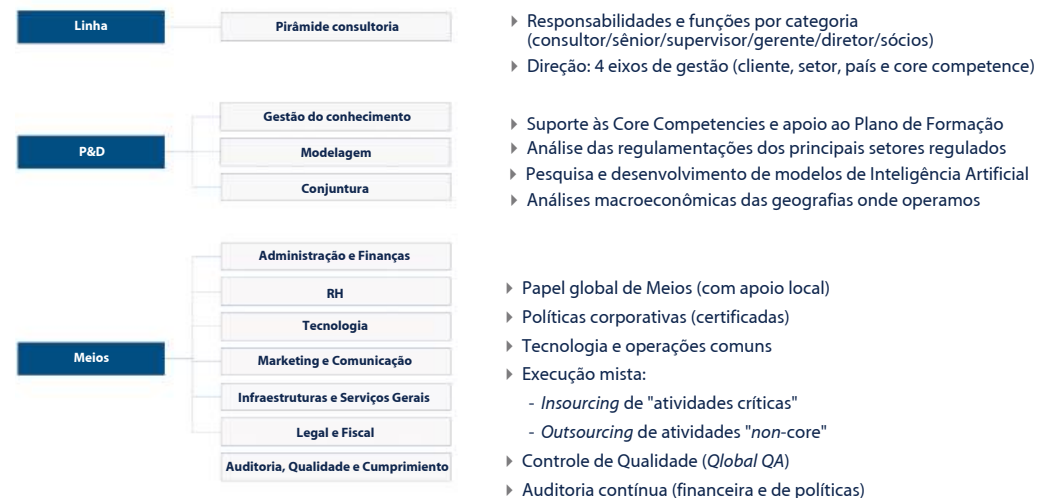 Linha
Pirâmide consultoria
Responsabilidades e funções por categoria
(consultor/sênior/supervisor/gerente/diretor/sócios)
Direção: 4 eixos de gestão (cliente, setor, país e core competence)
P&D
Gestão do conhecimento
Modelagem
Conjuntura
Suporte às Core Competencies e apoio ao Plano de Formação
Análise das regulamentações dos principais setores regulados
Pesquisa e desenvolvimento de modelos de Inteligência Artificial
Análises macroeconômicas das geografias onde operamos
Meios
Administração e Finanças
RH
Tecnologia
Marketing e Comunicação
Infraestruturas e Serviços Gerais
Legal e Fiscal
Auditoria, Qualidade e Cumprimiento
Papel global de Meios (com apoio local)
Políticas corporativas (certificadas)
Tecnologia e operações comuns
Execução mista:
- Insourcing de "atividades críticas"
- Outsourcing de atividades "non-core"
Controle de Qualidade (Qlobal QA)
Auditoria contínua (financeira e de políticas)